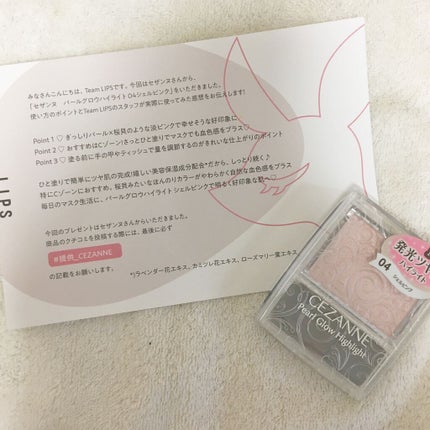 みなさんこんにちは、Team LIPSです。今回はセザンヌさんから、
「セザンヌ パールグロウハイライト 04シェルピンク」をいただきました。
使い方のポイントとTeam LIPSのスタッフが実際に使ってみた感想をお伝えします!
Point 1 ♡ ぎっしりパール×桜貝のような淡ピンクで幸せそうな好印象に
Point 2 ♡ おすすめはCゾーン!さっとひと塗りでマスクでも血色感をプラス♡
Point 3 ♡ 塗る前に手の甲やティッシュで量を調節するのがきれいな仕上がりのポイント
ひと塗りで簡単にツヤ肌の完成!嬉しい美容保湿成分配合*だから、しっとり続く♪
特にCゾーンにおすすめ、桜貝みたいなほんのりカラーがやわらかく自然な血色感をプラス
毎日のマスク生活に、パールグロウハイライト シェルピンクで明るく好印象な肌へ♡
今回のプレゼントはセザンヌさんからいただきました。
商品のクチコミを投稿する際には、最後に必ず
#提供_CEZANNE
の記載をお願いします。
*ラベンダー花エキス、カミツレ花エキス、ローズマリー葉エキス
LIPS
発光ツヤ
ハイライト
04
シェルピンク
CEZANNE
Pearl Glow Highlight